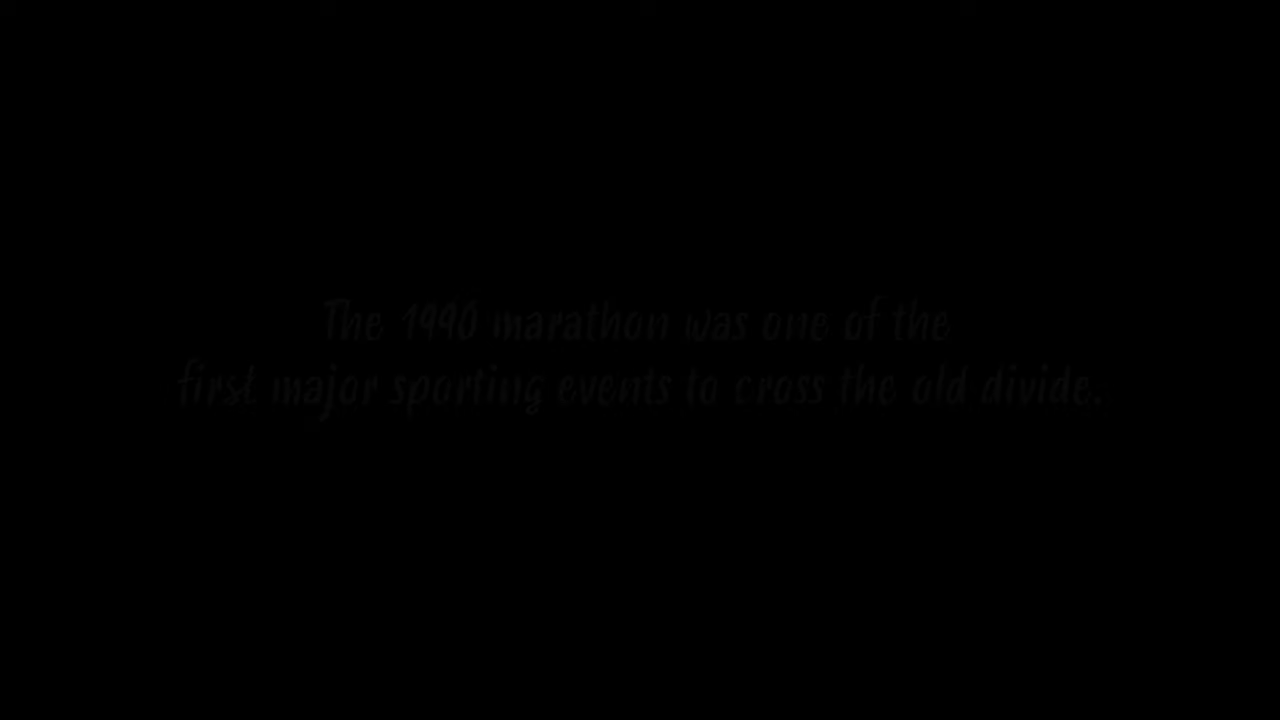 The 1990 marathon was one of the
first major sporting events to cross the old divide.